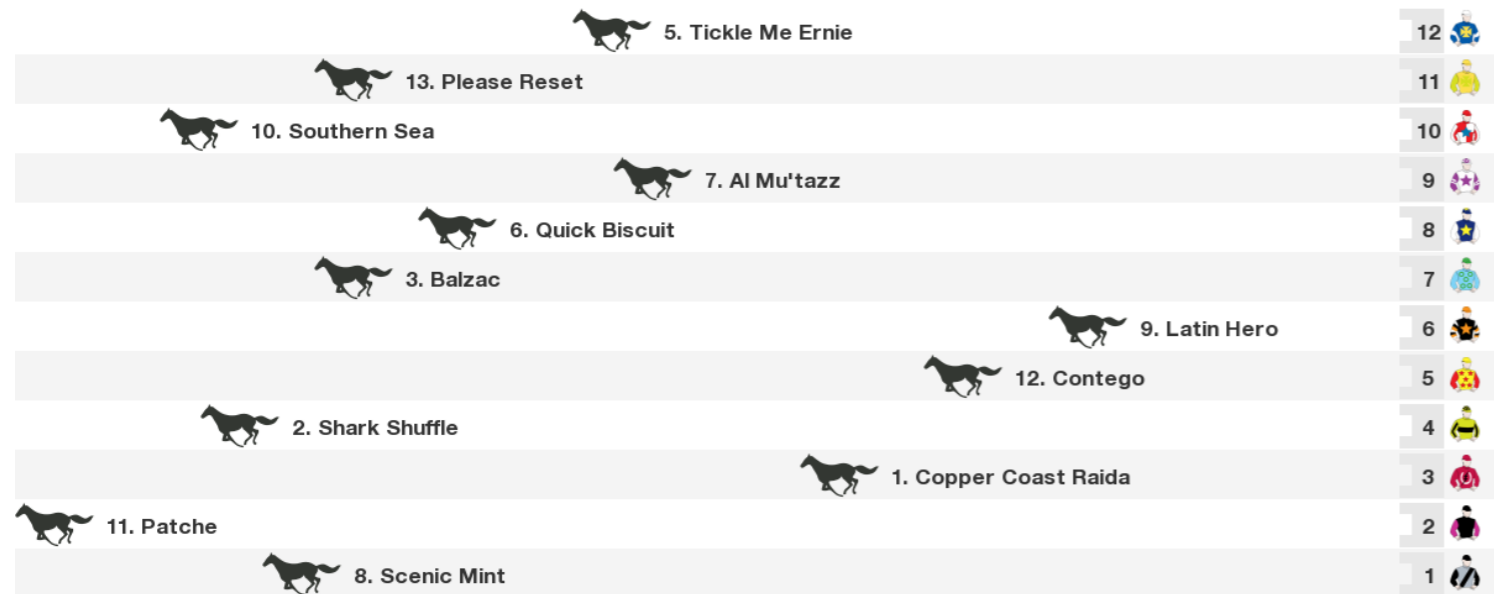 5. Tickle Me Ernie 12
13. Please Reset 11
10. Southern Sea 10
7. Al Mu'tazz 9
6. Quick Biscuit 8
3. Balzac 7
9. Latin Hero 6
12. Contego 5
2. Shark Shuffle 4
1. Copper Coast Raida 3
11. Patche 2
8. Scenic Mint 1